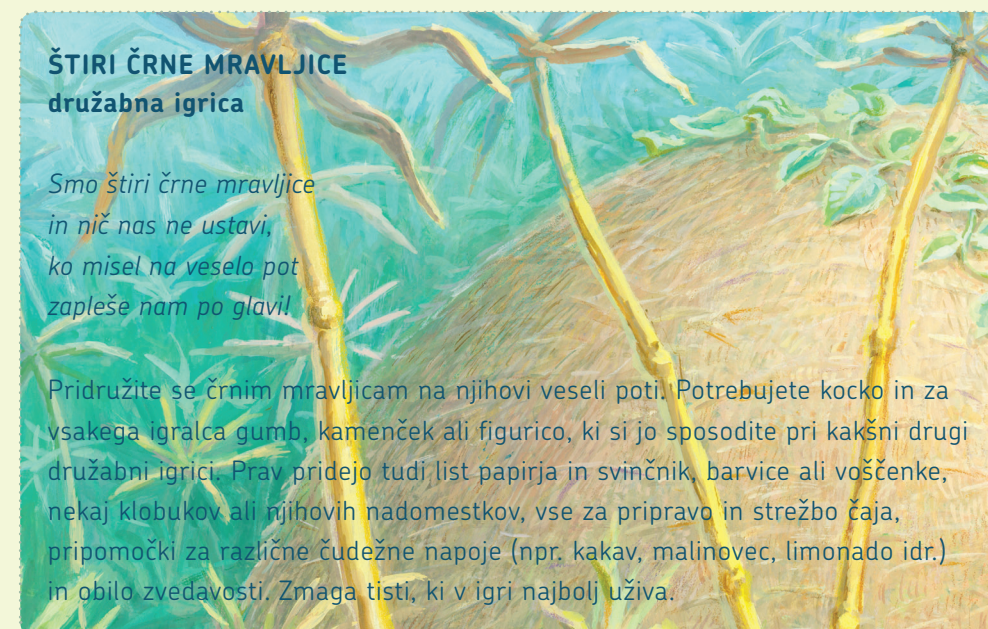 ŠTIRI ČRNE MRAVLJICE
družabna igrica
Smo štiri črne mravljice
in nič nas ne ustavi,
ko misel na veselo pot
zapleše nam po glavi!
Pridružite se črnim mravljicam na njihovi veseli poti. Potrebujete kocko in za
vsakega igralca gumb, kamenček ali figurico, ki si jo sposodite pri kakšni drugi
družabni igrici. Prav pridejo tudi list papirja in svinčnik, barvice ali voščenke,
nekaj klobukov ali njihovih nadomestkov, vse za pripravo in strežbo čaja,
pripomočki za različne čudežne napoje (npr. kakav, malinovec, limonado idr.)
in obilo zvedavosti. Zmaga tisti, ki v igri najbolj uživa.